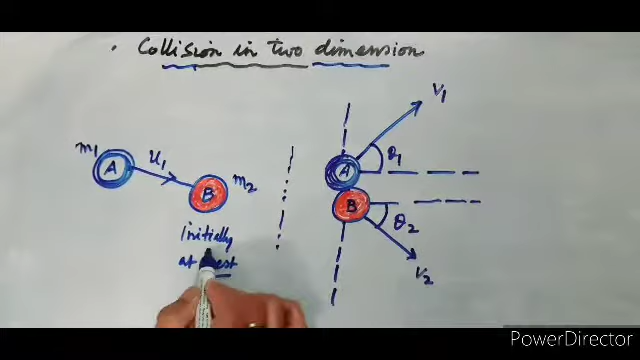 • Collision in two dimension
m1
A
u1
B
m2
Initially
at rest
A
v1
θ1
B
θ2
v2
PowerDirector